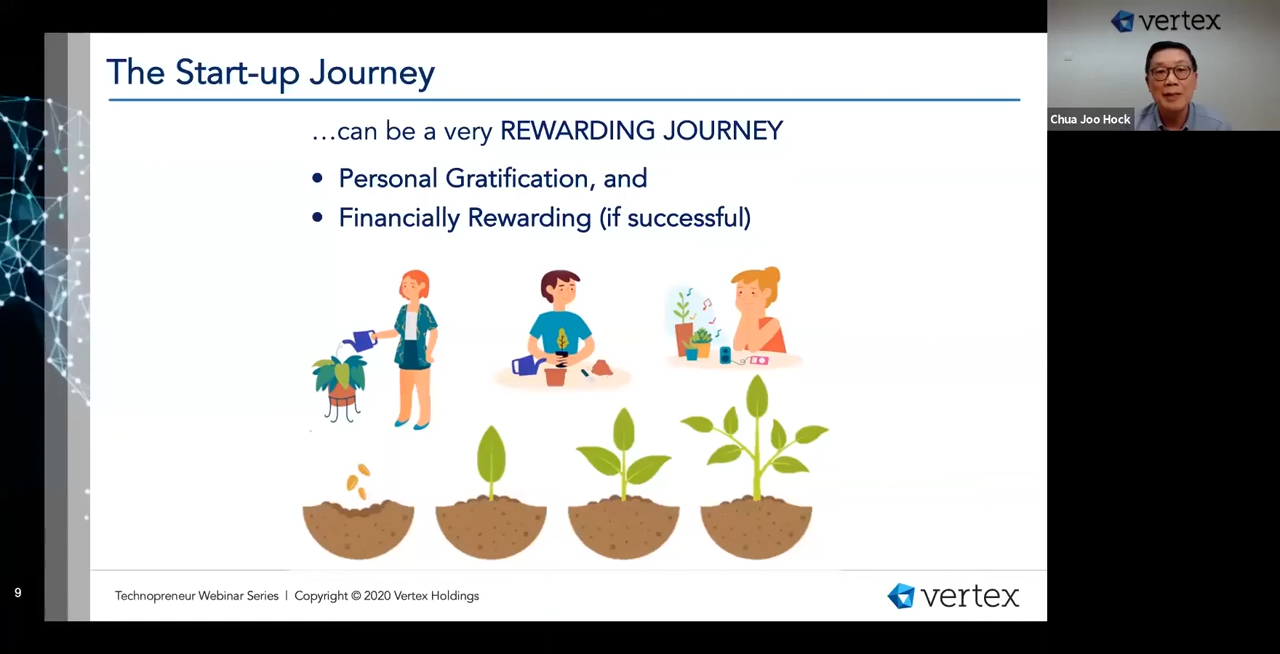 The Start-up Journey
…can be a very REWARDING JOURNEY
• Personal Gratification, and
• Financially Rewarding (if successful)
9
Technopreneur Webinar Series | Copyright © 2020 Vertex Holdings
vertex
vertex
Chua Joo Hock